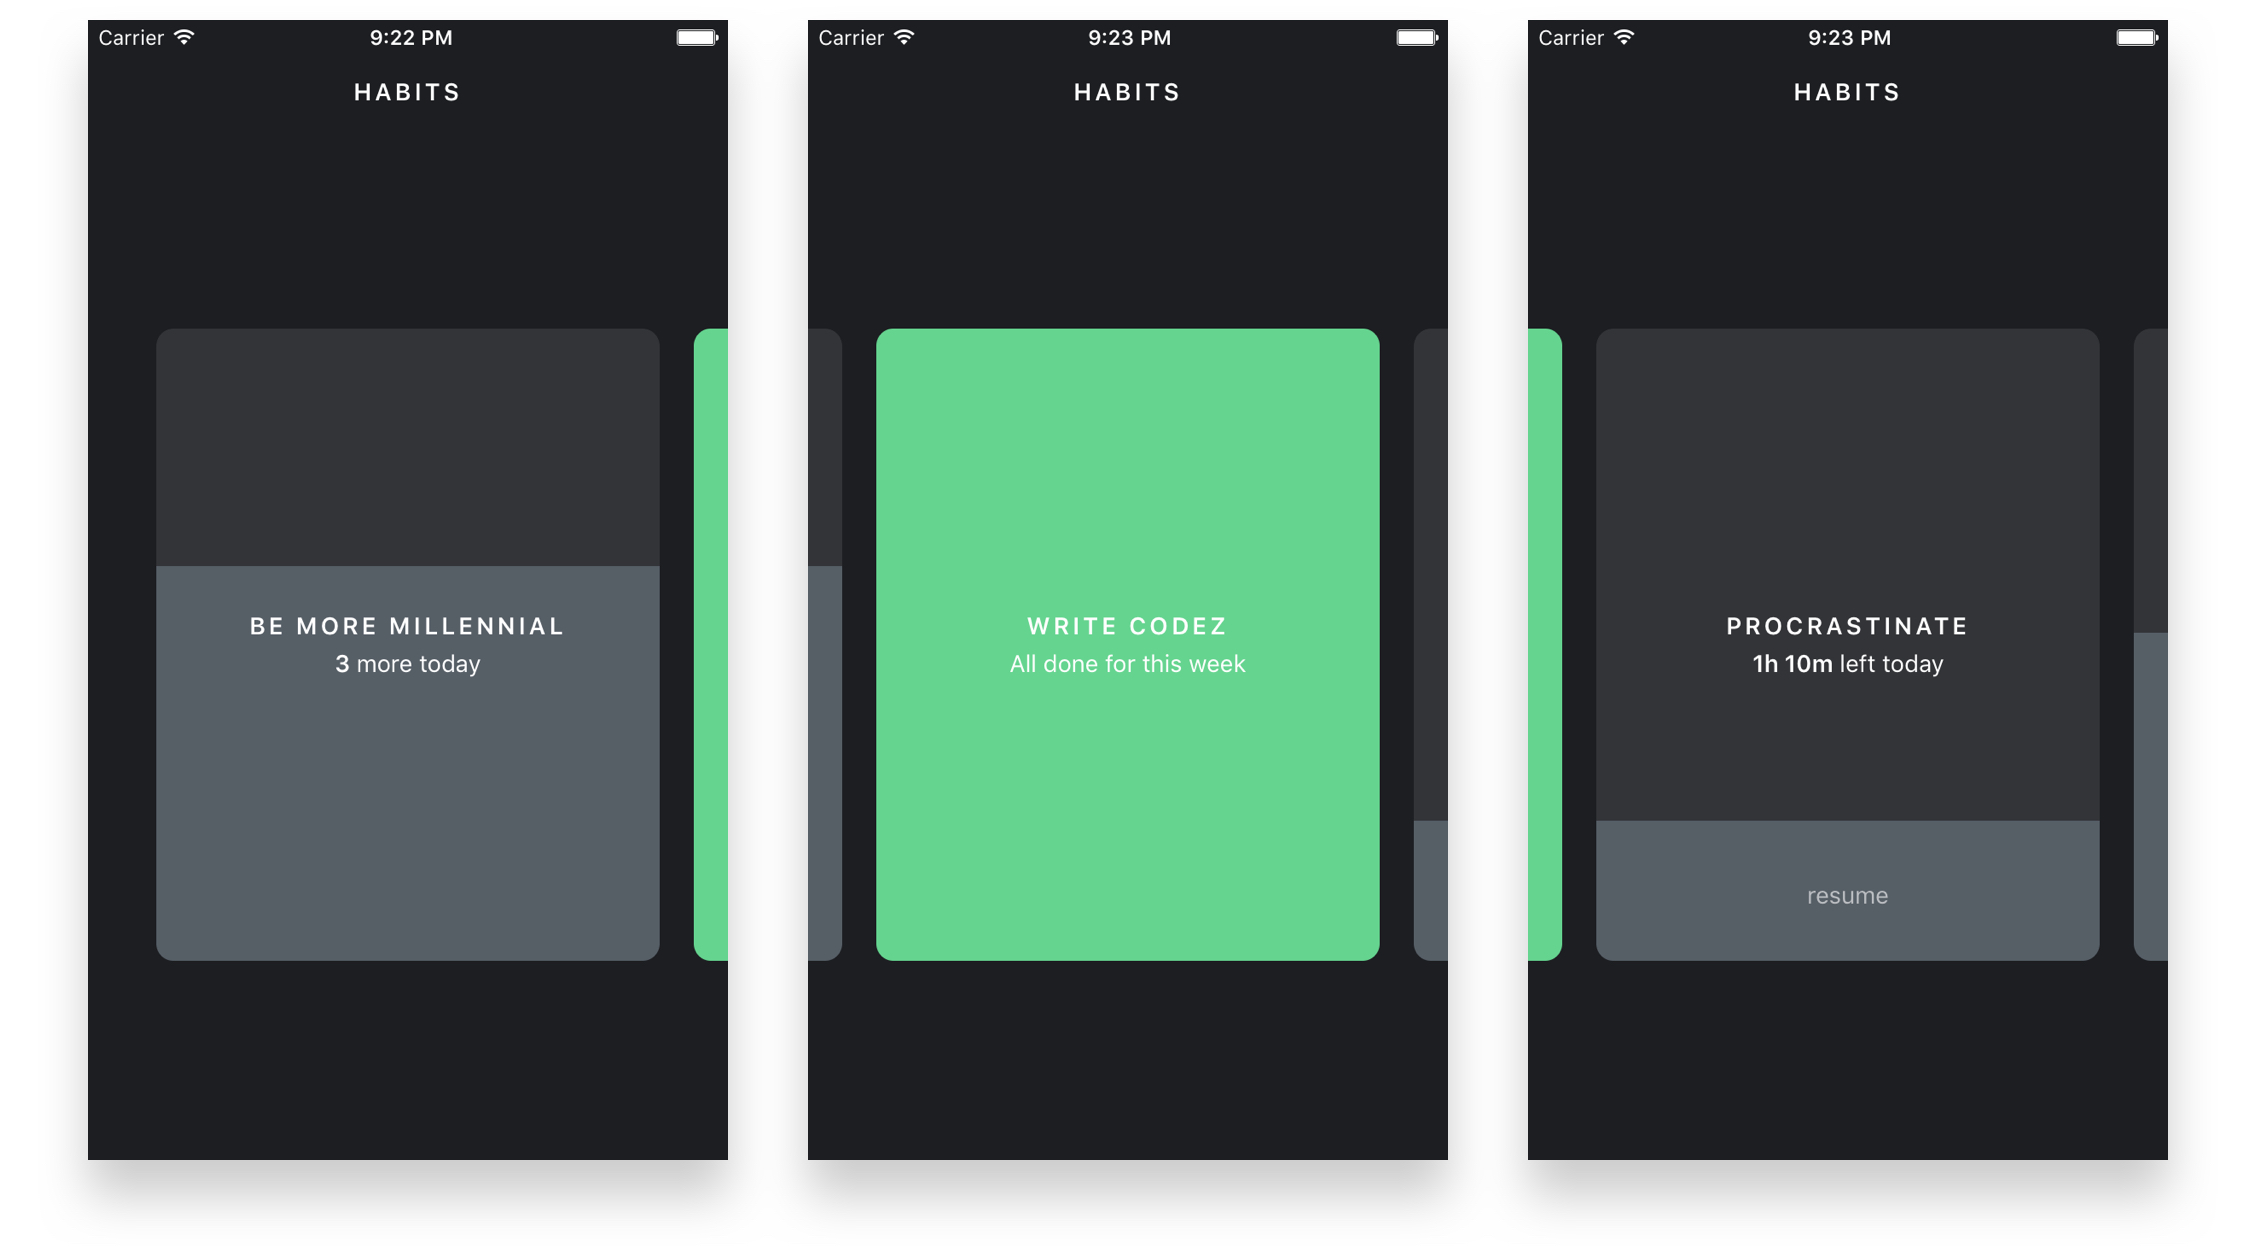 Carrier 9:22 PM
HABITS
BE MORE MILLENNIAL
3 more today
Carrier 9:23 PM
HABITS
WRITE CODEZ
All done for this week
Carrier 9:23 PM
HABITS
PROCRASTINATE
1h 10m left today
resume